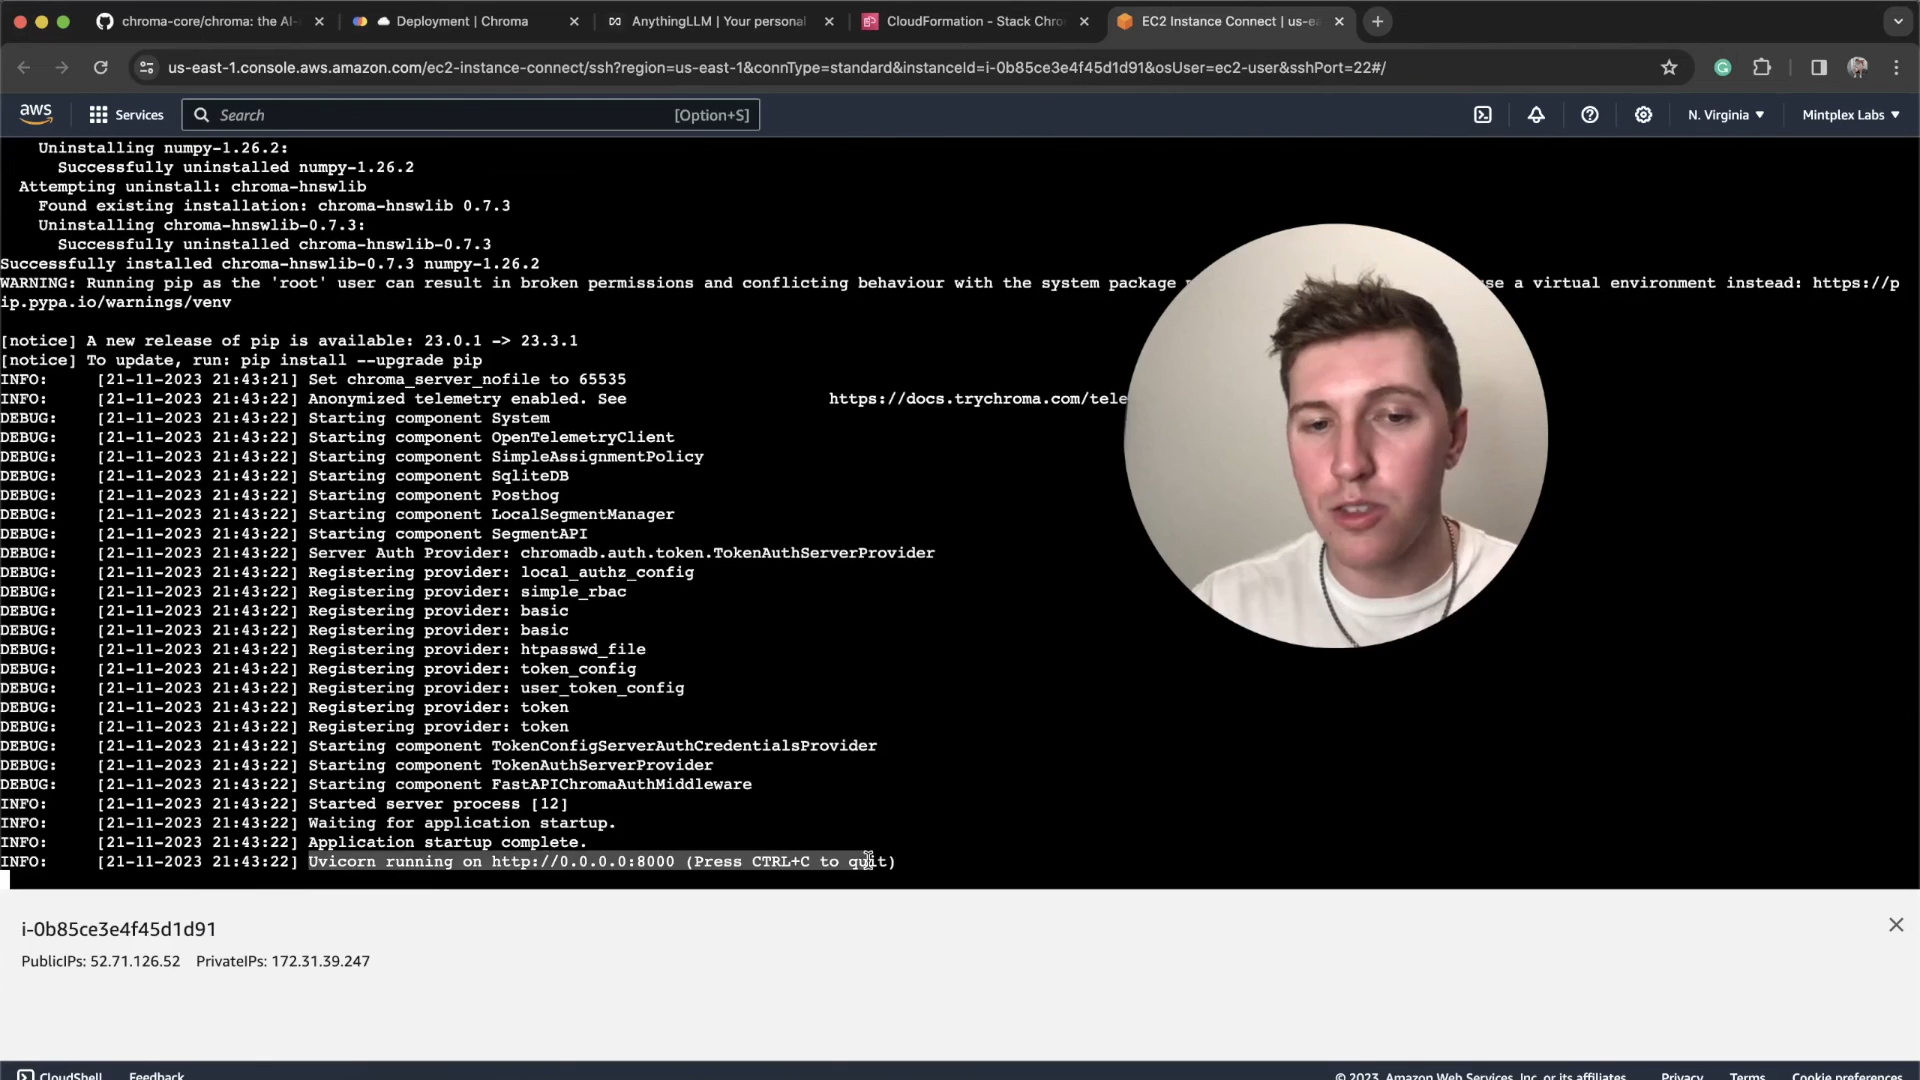 chroma-core/chroma: the AI-
Deployment | Chroma
AnythingLLM | Your personal
CloudFormation - Stack Chro
EC2 Instance Connect | us-ea
us-east-1.console.aws.amazon.com/ec2-instance-connect/ssh?region=us-east-1&connType=standard&instanceId=i-0b85ce3e4f45d1d91&osUser=ec2-user&sshPort=22#/
aws
Services
Search
[Option+S]
N. Virginia
Mintplex Labs
Uninstalling numpy-1.26.2:
Successfully uninstalled numpy-1.26.2
Attempting uninstall: chroma-hnswlib
Found existing installation: chroma-hnswlib 0.7.3
Uninstalling chroma-hnswlib-0.7.3:
Successfully uninstalled chroma-hnswlib-0.7.3
Successfully installed chroma-hnswlib-0.7.3 numpy-1.26.2
WARNING: Running pip as the 'root' user can result in broken permissions and conflicting behaviour with the system package a virtual environment instead: https://p
ip.pypa.io/warnings/venv
[notice] A new release of pip is available: 23.0.1 -> 23.3.1
[notice] To update, run: pip install --upgrade pip
INFO: [21-11-2023 21:43:21] Set chroma_server_nofile to 65535
INFO: [21-11-2023 21:43:22] Anonymized telemetry enabled. See https://docs.trychroma.com/tele
DEBUG: [21-11-2023 21:43:22] Starting component System
DEBUG: [21-11-2023 21:43:22] Starting component OpenTelemetryClient
DEBUG: [21-11-2023 21:43:22] Starting component SimpleAssignmentPolicy
DEBUG: [21-11-2023 21:43:22] Starting component SqliteDB
DEBUG: [21-11-2023 21:43:22] Starting component Posthog
DEBUG: [21-11-2023 21:43:22] Starting component LocalSegmentManager
DEBUG: [21-11-2023 21:43:22] Starting component SegmentAPI
DEBUG: [21-11-2023 21:43:22] Server Auth Provider: chromadb.auth.token.TokenAuthServerProvider
DEBUG: [21-11-2023 21:43:22] Registering provider: local_authz_config
DEBUG: [21-11-2023 21:43:22] Registering provider: simple_rbac
DEBUG: [21-11-2023 21:43:22] Registering provider: basic
DEBUG: [21-11-2023 21:43:22] Registering provider: basic
DEBUG: [21-11-2023 21:43:22] Registering provider: htpasswd_file
DEBUG: [21-11-2023 21:43:22] Registering provider: token_config
DEBUG: [21-11-2023 21:43:22] Registering provider: user_token_config
DEBUG: [21-11-2023 21:43:22] Registering provider: token
DEBUG: [21-11-2023 21:43:22] Registering provider: token
DEBUG: [21-11-2023 21:43:22] Starting component TokenConfigServerAuthCredentialsProvider
DEBUG: [21-11-2023 21:43:22] Starting component TokenAuthServerProvider
DEBUG: [21-11-2023 21:43:22] Starting component FastAPIChromaAuthMiddleware
INFO: [21-11-2023 21:43:22] Started server process [12]
INFO: [21-11-2023 21:43:22] Waiting for application startup.
INFO: [21-11-2023 21:43:22] Application startup complete.
INFO: [21-11-2023 21:43:22] Uvicorn running on http://0.0.0.0:8000 (Press CTRL+C to quit)
i-0b85ce3e4f45d1d91
PublicIPs: 52.71.126.52 PrivateIPs: 172.31.39.247
CloudShell Feedback © 2023, Amazon Web Services, Inc. or its affiliates. Privacy Terms Cookie preferences